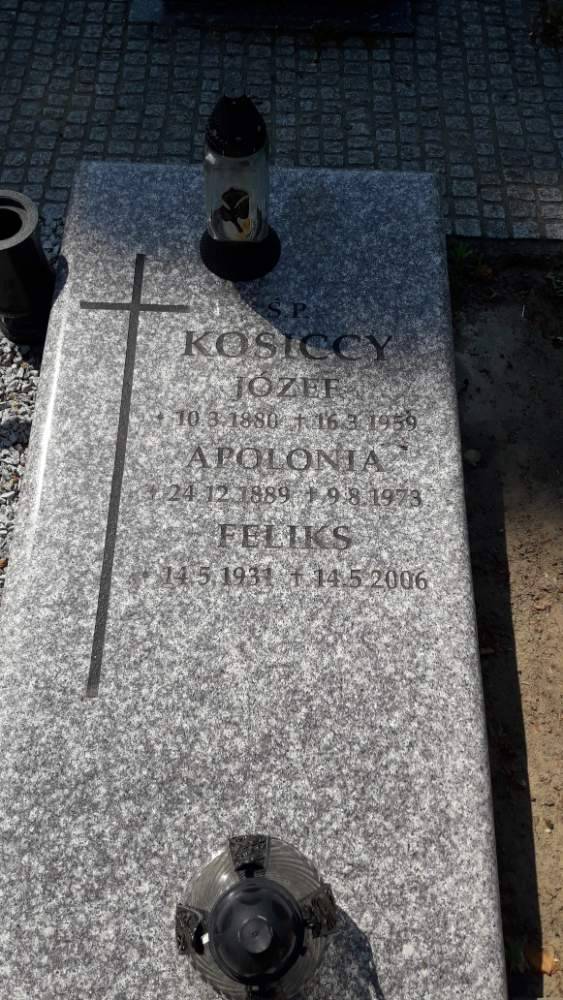 Ś.P.
KOSICCY
JÓZEF
* 10.3.1880 † 16.3.1959
APOLONIA
* 24.12.1889 † 9.8.1973
FELIKS
* 14.5.1931 † 14.5.2006